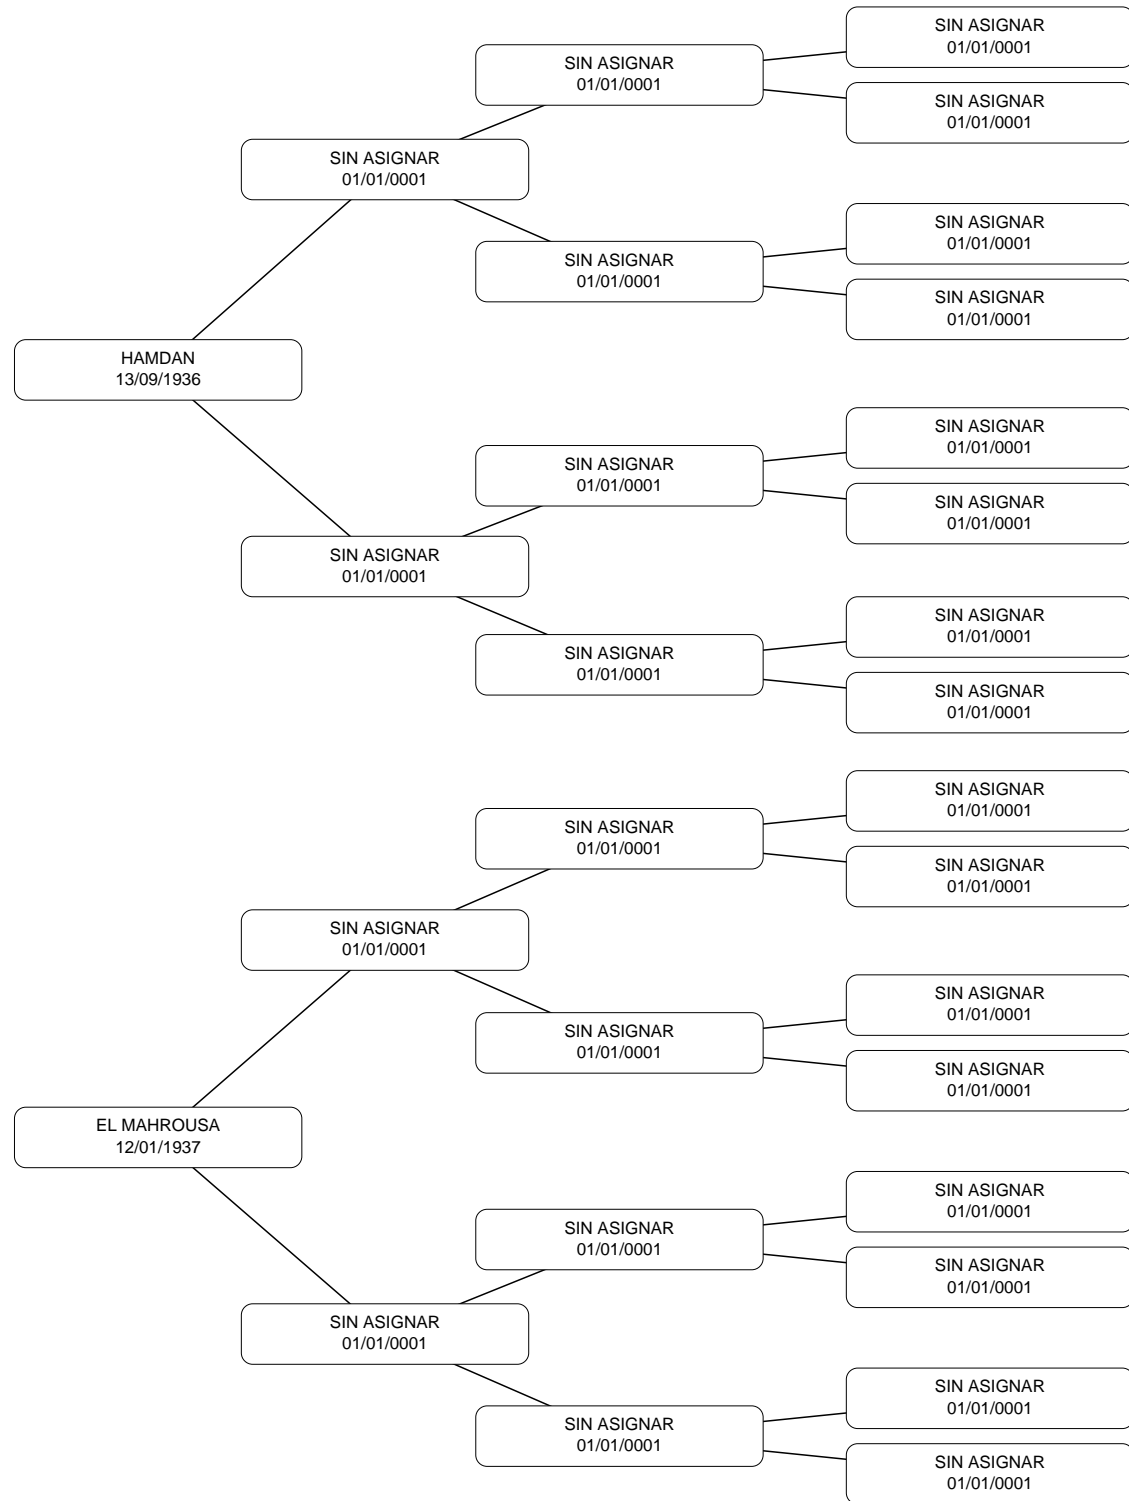 SIN ASIGNAR
01/01/0001
SIN ASIGNAR
01/01/0001
SIN ASIGNAR
01/01/0001
SIN ASIGNAR
01/01/0001
SIN ASIGNAR
01/01/0001
SIN ASIGNAR
01/01/0001
SIN ASIGNAR
01/01/0001
HAMDAN
13/09/1936
SIN ASIGNAR
01/01/0001
SIN ASIGNAR
01/01/0001
SIN ASIGNAR
01/01/0001
SIN ASIGNAR
01/01/0001
SIN ASIGNAR
01/01/0001
SIN ASIGNAR
01/01/0001
SIN ASIGNAR
01/01/0001
SIN ASIGNAR
01/01/0001
SIN ASIGNAR
01/01/0001
SIN ASIGNAR
01/01/0001
SIN ASIGNAR
01/01/0001
SIN ASIGNAR
01/01/0001
SIN ASIGNAR
01/01/0001
SIN ASIGNAR
01/01/0001
EL MAHROUSA
12/01/1937
SIN ASIGNAR
01/01/0001
SIN ASIGNAR
01/01/0001
SIN ASIGNAR
01/01/0001
SIN ASIGNAR
01/01/0001
SIN ASIGNAR
01/01/0001
SIN ASIGNAR
01/01/0001
SIN ASIGNAR
01/01/0001